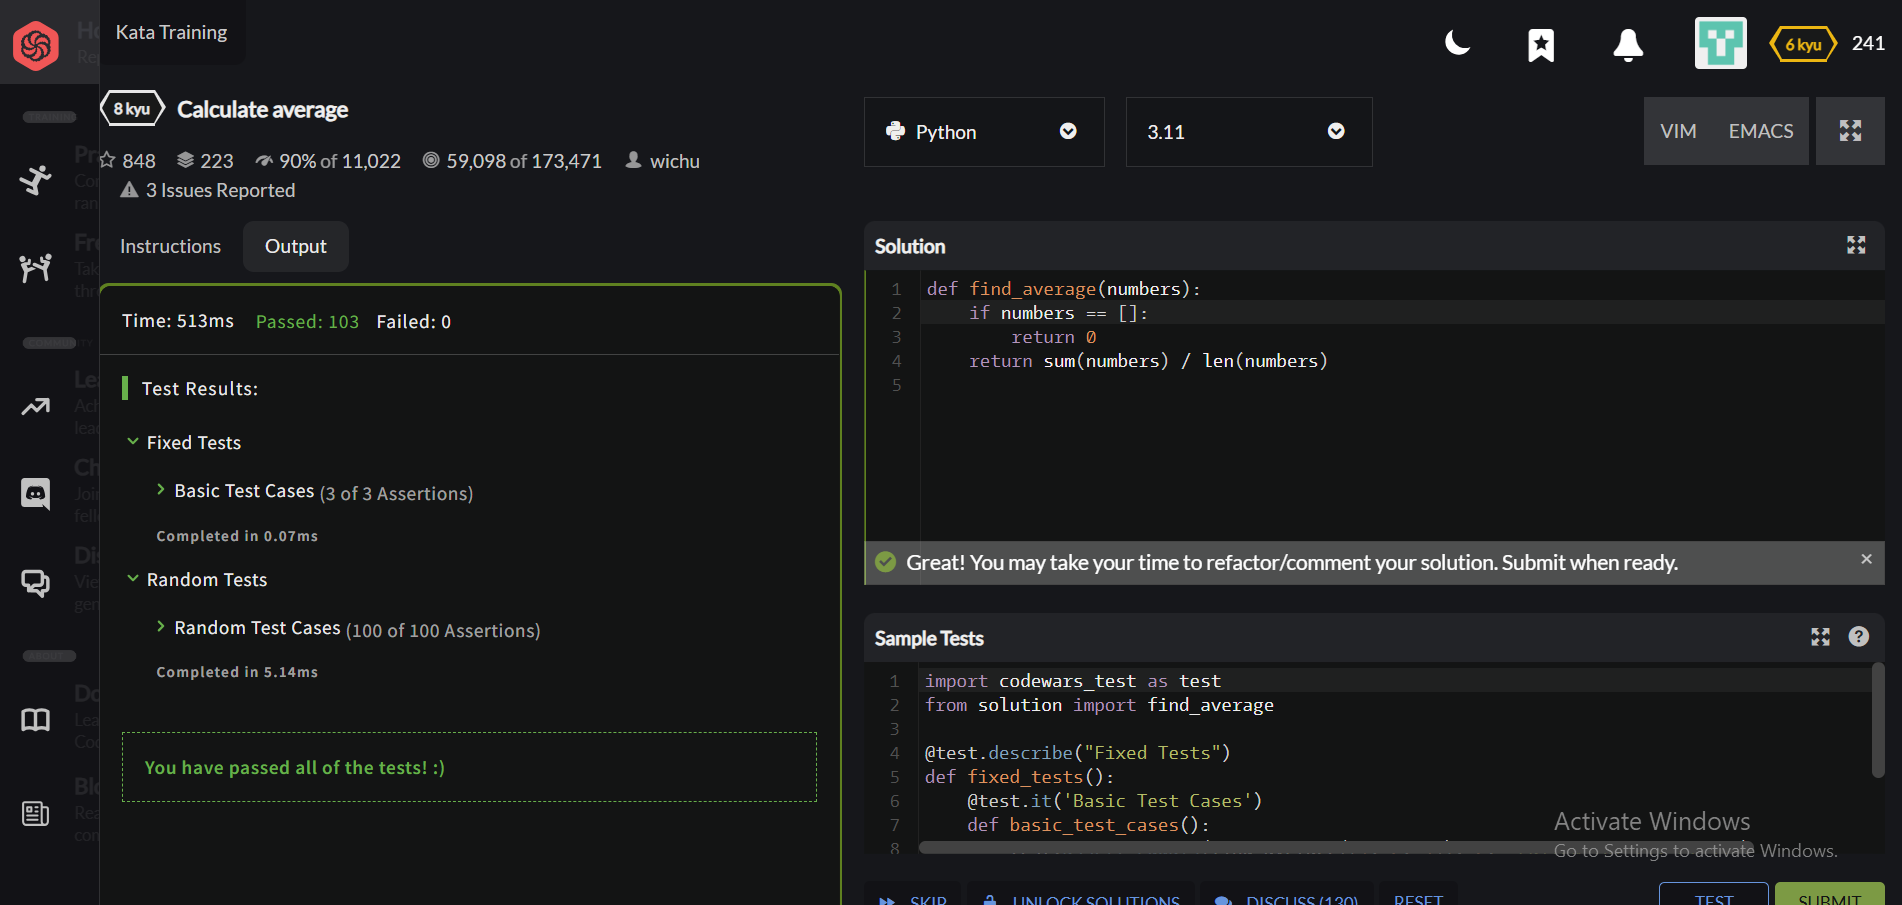 Kata Training
6 kyu 241
8 kyu Calculate average
848 223 90% of 11,022 59,098 of 173,471 wichu
3 Issues Reported
Instructions Output
Time: 513ms Passed: 103 Failed: 0
Test Results:
Fixed Tests
Basic Test Cases (3 of 3 Assertions)
Completed in 0.07ms
Random Tests
Random Test Cases (100 of 100 Assertions)
Completed in 5.14ms
You have passed all of the tests! :)
Python 3.11 VIM EMACS
Solution
1 def find_average(numbers):
2 if numbers == []:
3 return 0
4 return sum(numbers) / len(numbers)
5
Great! You may take your time to refactor/comment your solution. Submit when ready.
Sample Tests
1 import codewars_test as test
2 from solution import find_average
3
4 @test.describe("Fixed Tests")
5 def fixed_tests():
6 @test.it('Basic Test Cases')
7 def basic_test_cases():
8
Activate Windows
Go to Settings to activate Windows.
SKIP UNLOCK SOLUTIONS DISCUSS (130) RESET TEST SUBMIT